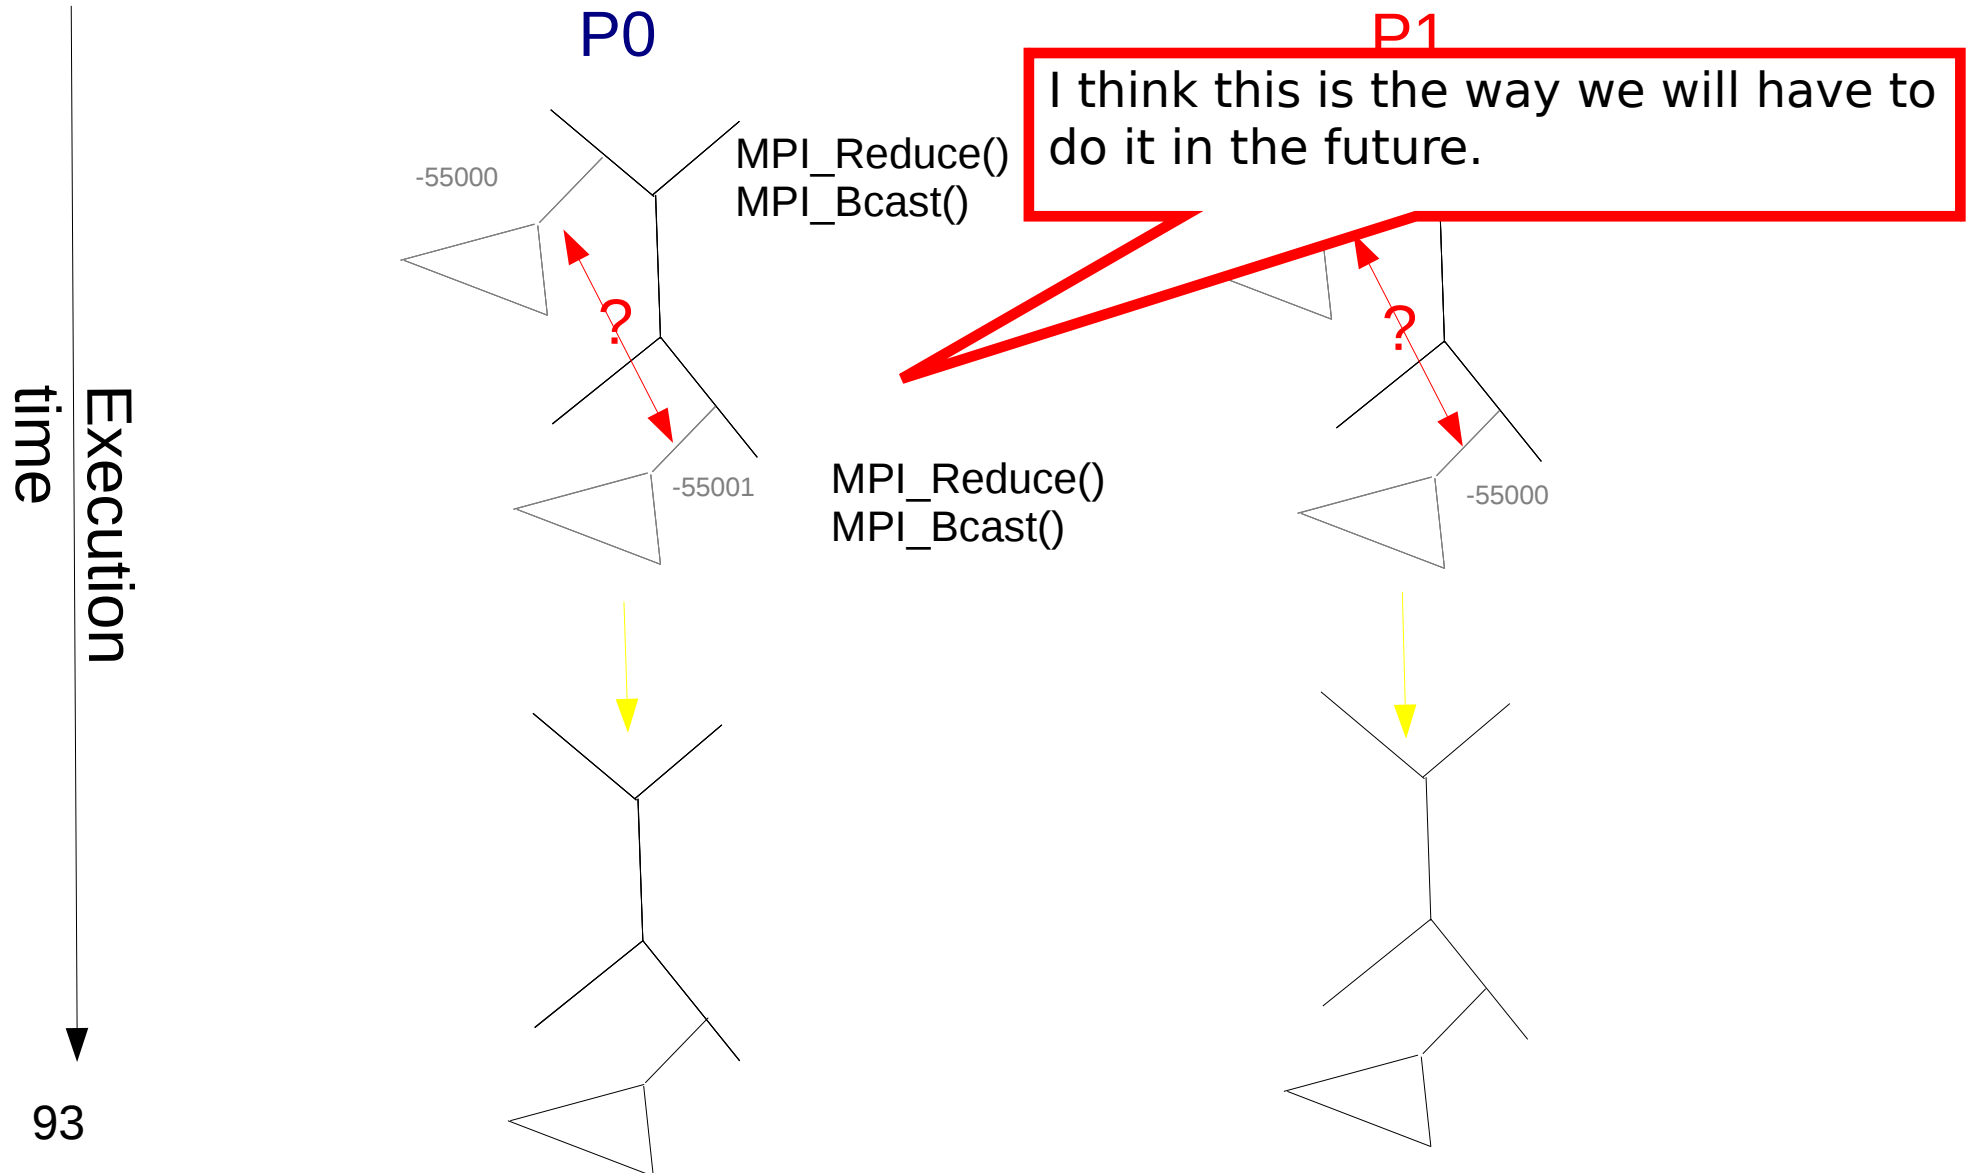 P0
P1
I think this is the way we will have to
do it in the future.
MPI_Reduce()
MPI_Bcast()
-55000
?
?
Execution
time
MPI_Reduce()
MPI_Bcast()
-55001
-55000
93